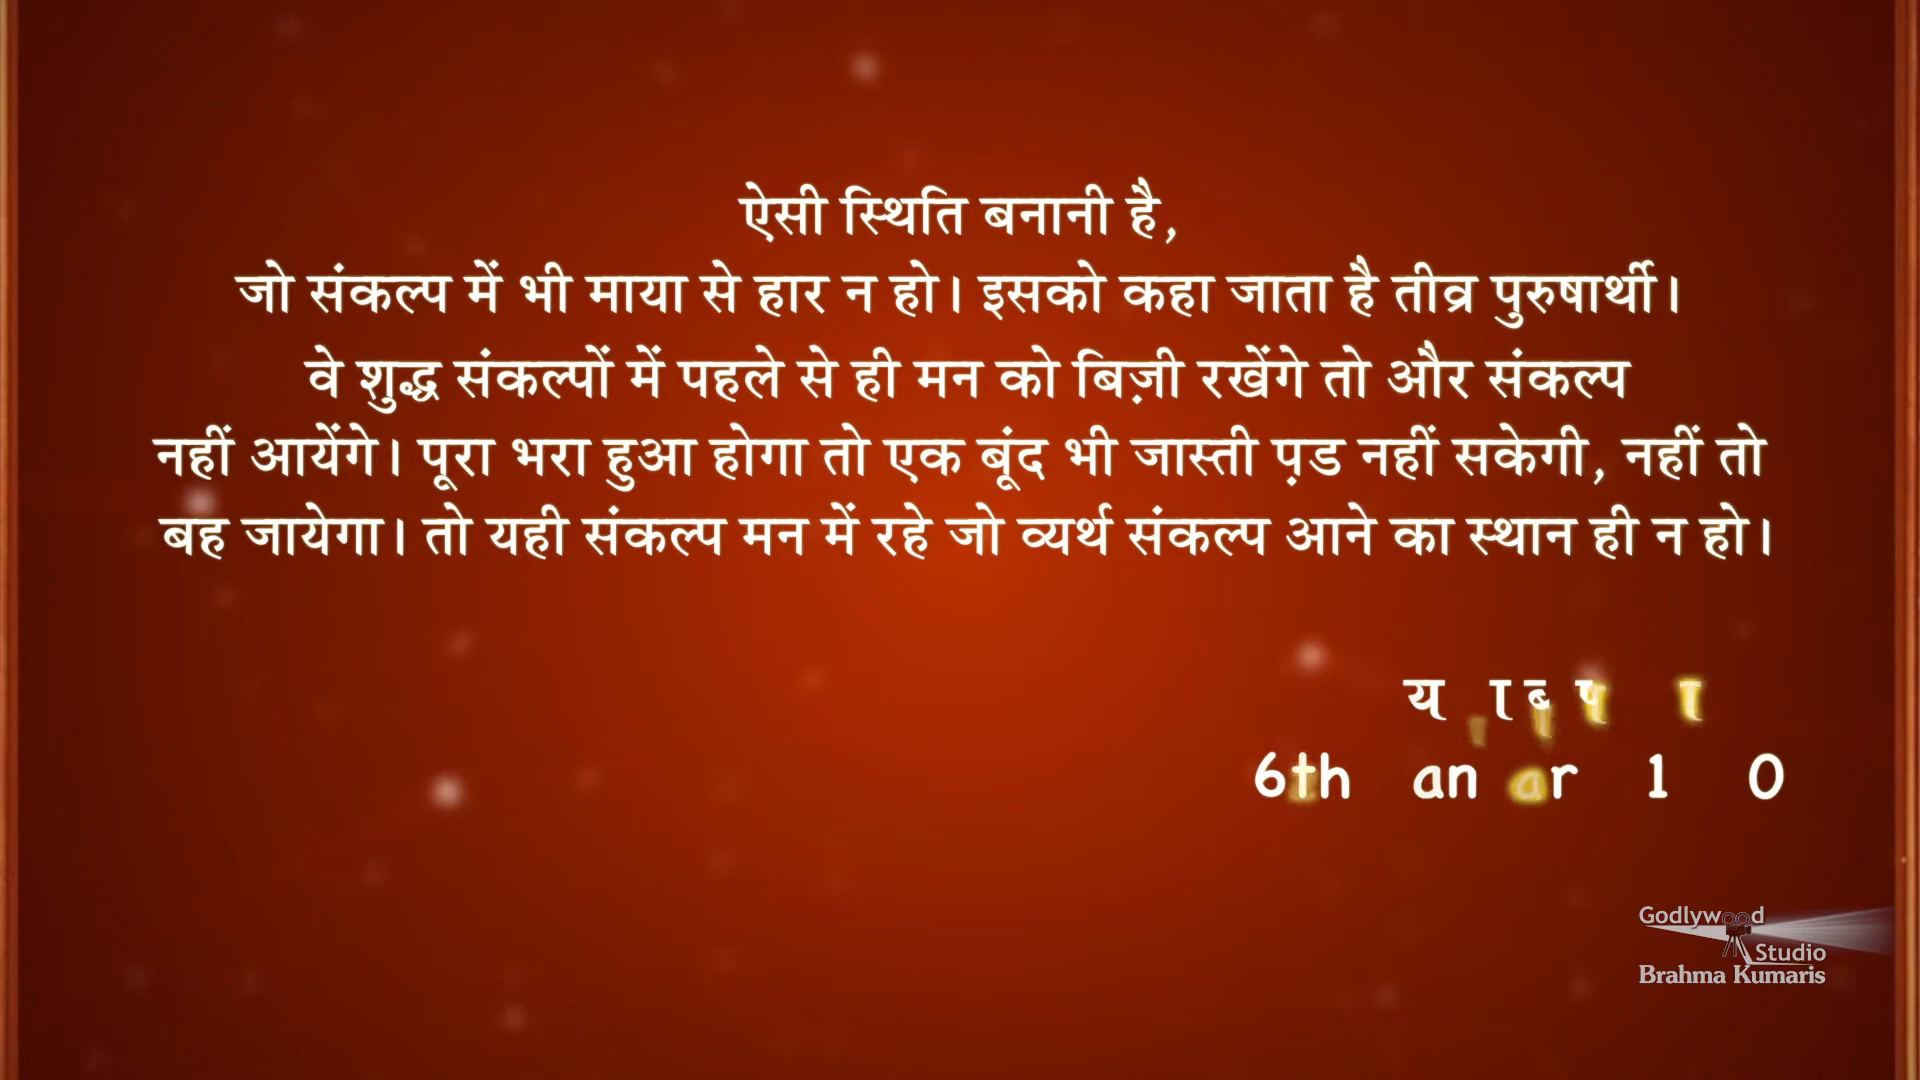 ऐसी स्थिति बनानी है,
जो संकल्प में भी माया से हार न हो। इसको कहा जाता है तीव्र पुरुषार्थी।
वे शुद्ध संकल्पों में पहले से ही मन को बिज़ी रखेंगे तो और संकल्प
नहीं आयेंगे। पूरा भरा हुआ होगा तो एक बूंद भी जास्ती प़ड नहीं सकेगी, नहीं तो
बह जायेगा। तो यही संकल्प मन में रहे जो व्यर्थ संकल्प आने का स्थान ही न हो।
6th
Godlywood
Studio
Brahma Kumaris